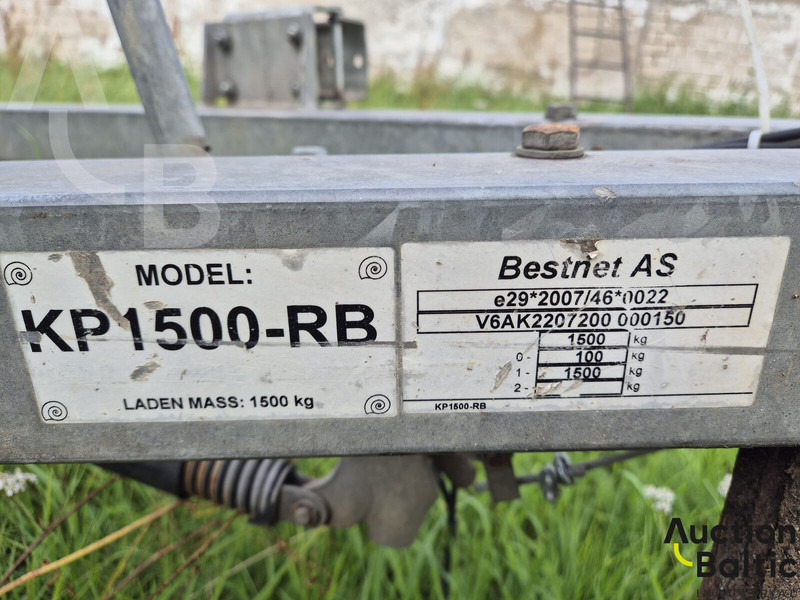 MODEL:
KP1500-RB
LADEN MASS: 1500 kg
Bestnet AS
e29*2007/46*0022
V6AK2207200 000150
1500 kg
0- 100 kg
1- 1500 kg
2- kg
KP1500-RB
A
B
Auction
Baltic